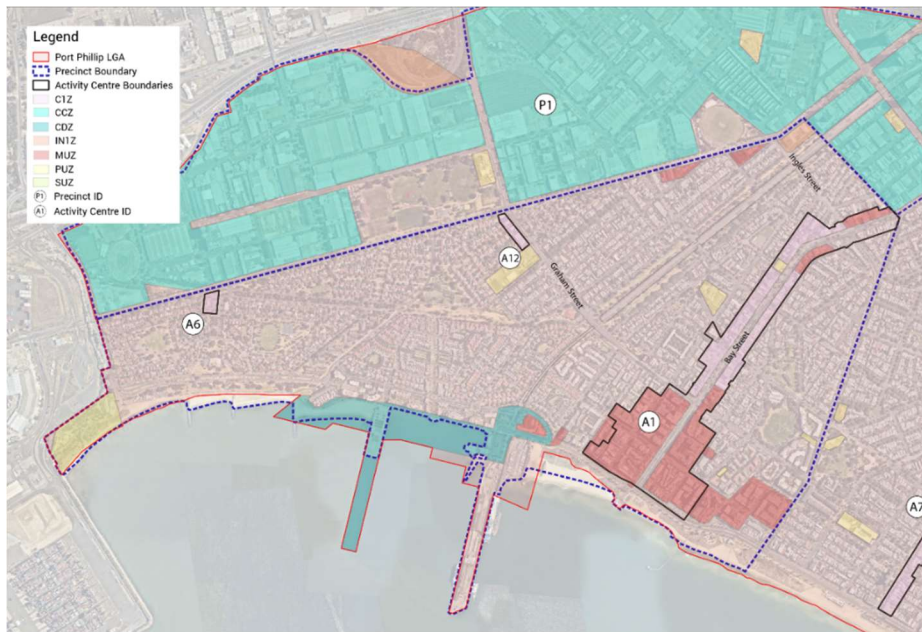 Legend
Port Phillip LGA
Precinct Boundary
Activity Centre Boundaries
C1Z
CCZ
CDZ
IN1Z
MUZ
PUZ
SUZ
P1 Precinct ID
A1 Activity Centre ID
P1
Ingles Street
A12
Graham Street
A6
Bay Street
A1
A7